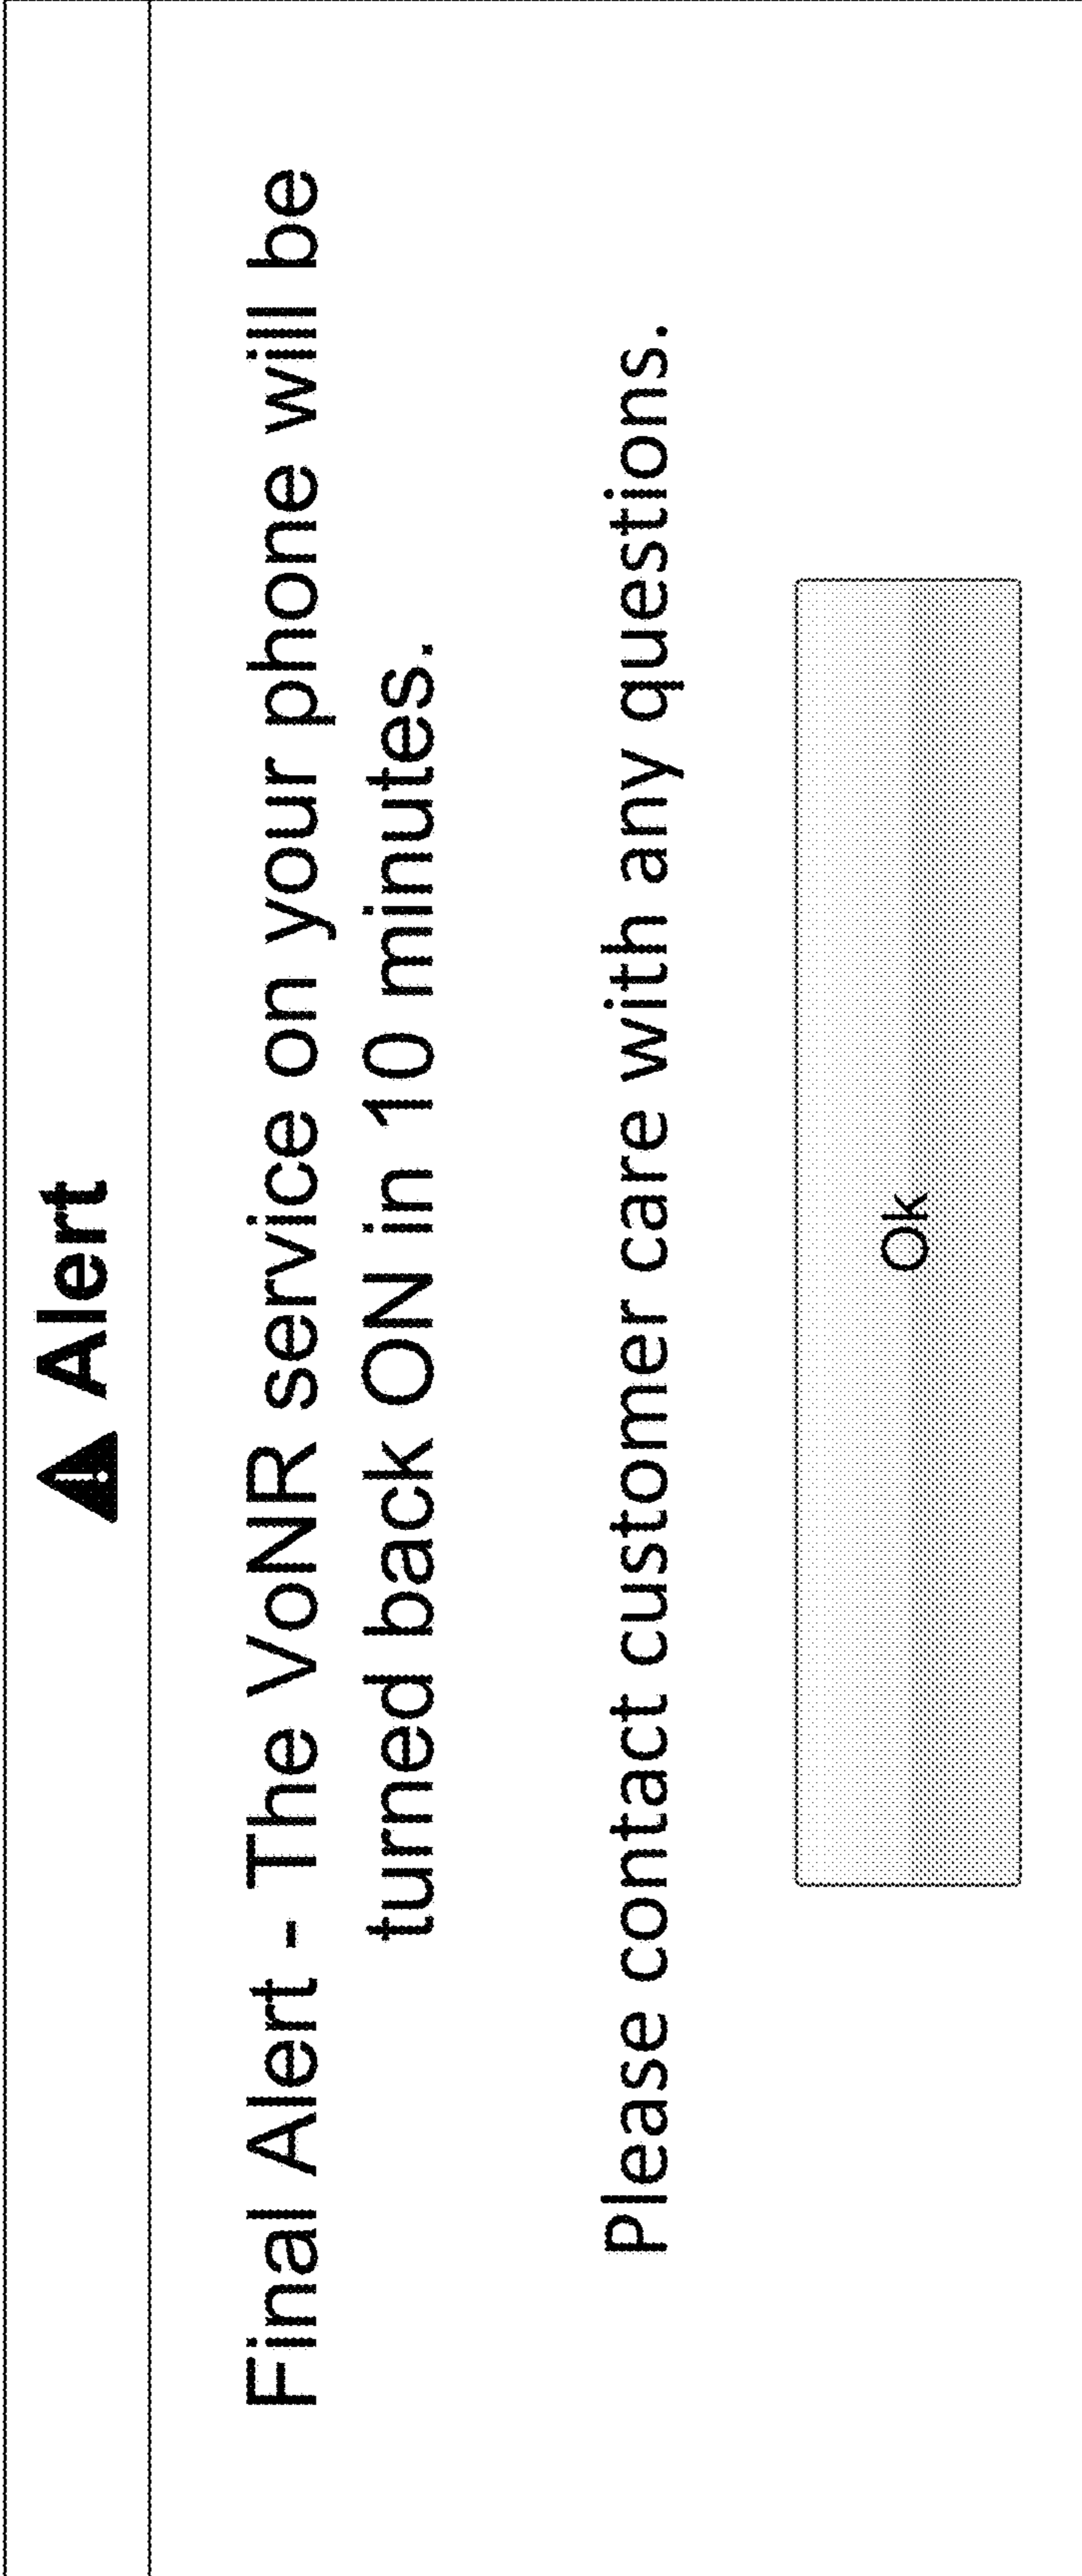 Alert
Final Alert - The VoNR service on your phone will be
turned back ON in 10 minutes.
Please contact customer care with any questions.
Ok